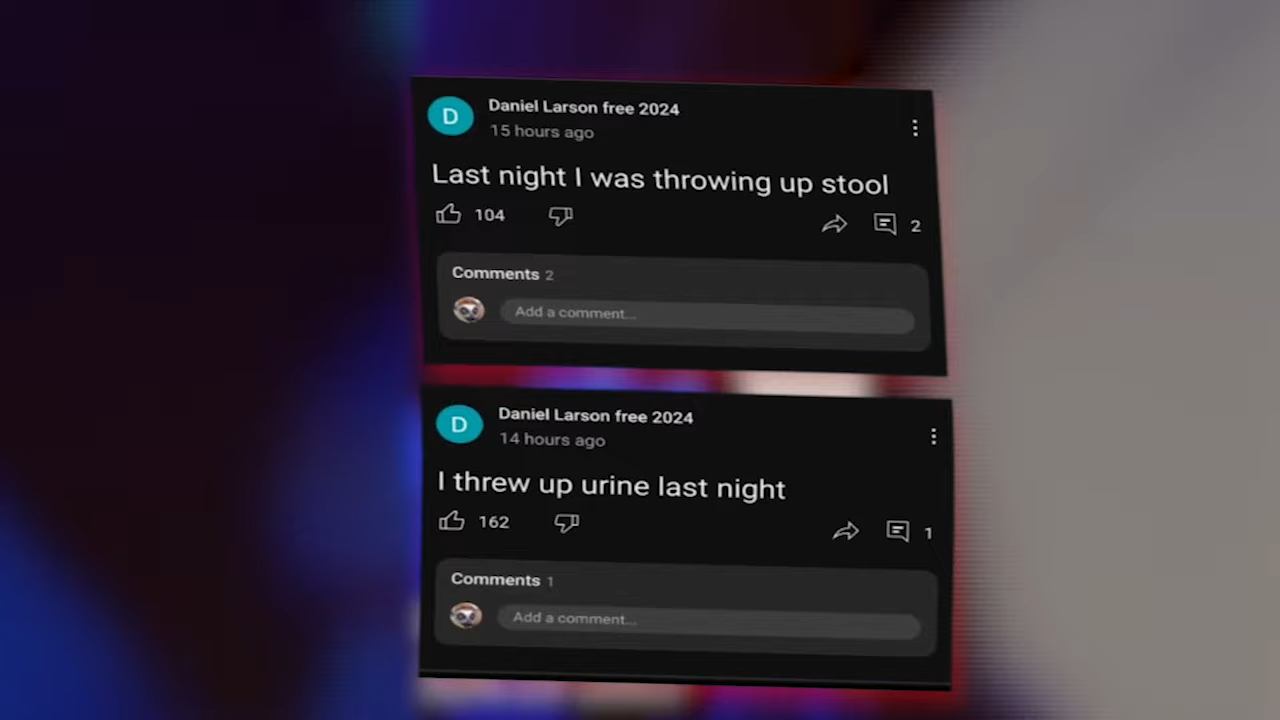 D
Daniel Larson free 2024
15 hours ago
Last night I was throwing up stool
104
2
Comments 2
Add a comment...
D
Daniel Larson free 2024
14 hours ago
I threw up urine last night
162
1
Comments 1
Add a comment...